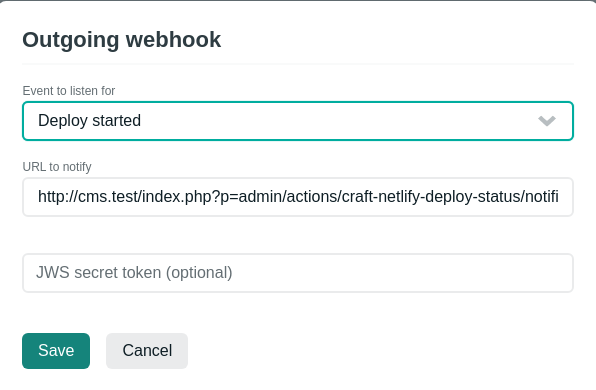 Outgoing webhook
Event to listen for
Deploy started
URL to notify
http://cms.test/index.php?p=admin/actions/craft-netlify-deploy-status/notifi
JWS secret token (optional)
Save Cancel